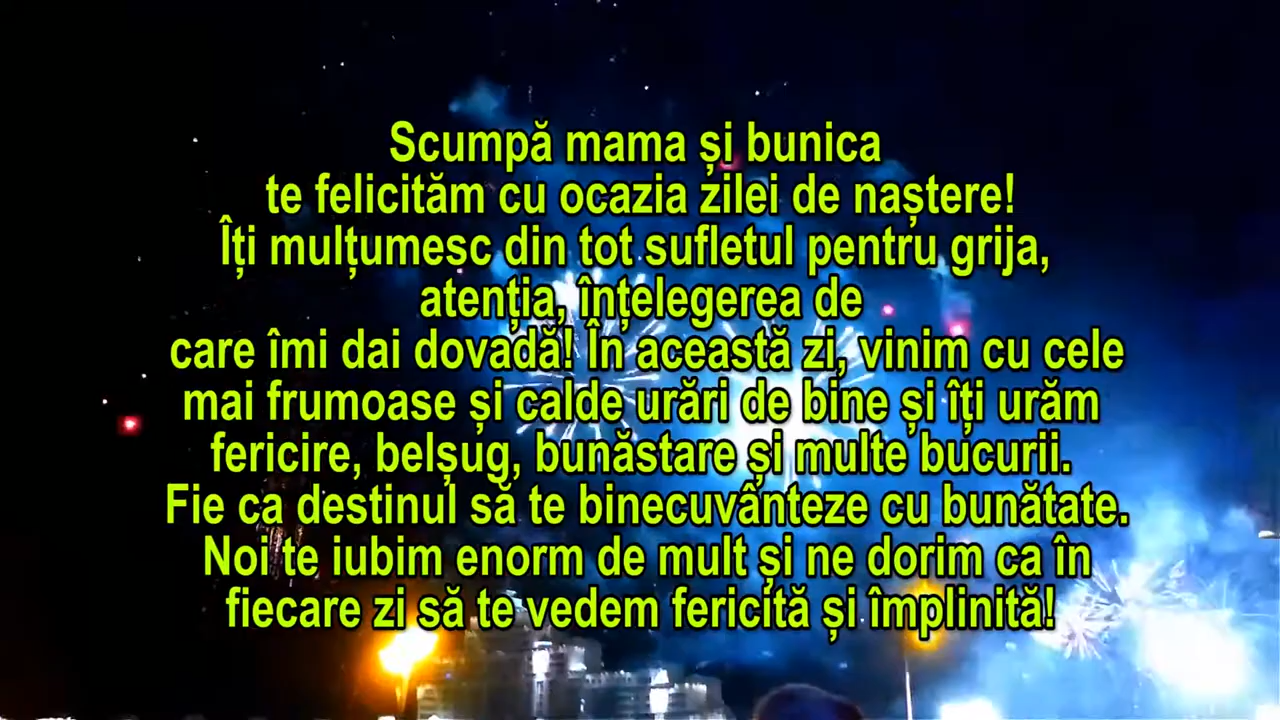 Scumpă mama și bunica
te felicităm cu ocazia zilei de naștere!
Îți mulțumesc din tot sufletul pentru grija,
atenția, înțelegerea de
care îmi dai dovadă! În această zi, vinim cu cele
mai frumoase și calde urări de bine și îți urăm
fericire, belșug, bunăstare și multe bucurii.
Fie ca destinul să te binecuvânteze cu bunătate.
Noi te iubim enorm de mult și ne dorim ca în
fiecare zi să te vedem fericită și împlinită!